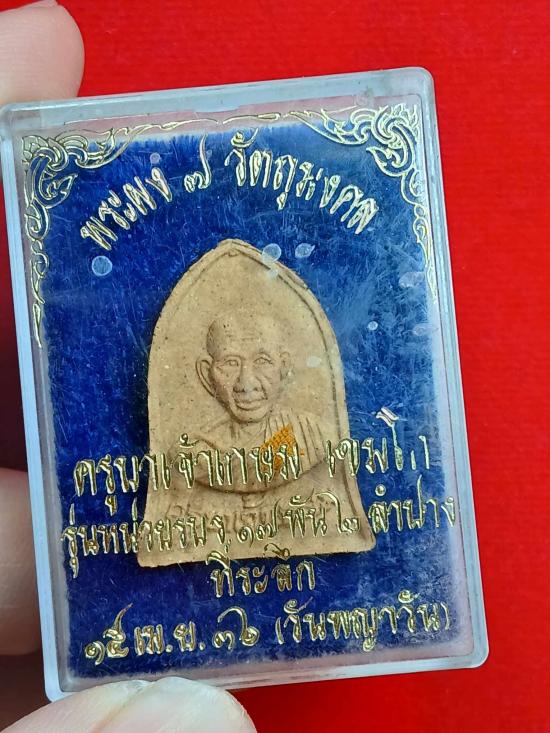 พระผง ๗ วัตถุมงคล
ครูบาเจ้าเกษม เขมโก
รุ่นหน่วยรบร.๑๗ พัน ๒ ลำปาง
ที่ระลึก
๑๕ เม.ย. ๓๖ (วันพญาวัน)